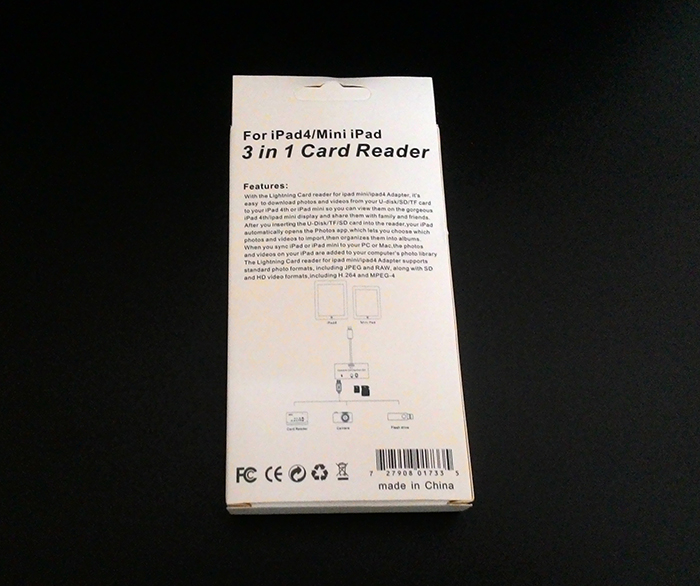 For iPad4/Mini iPad
3 in 1 Card Reader
Features:
With the Lightning Card reader for ipad mini/ipad4 Adapter, it's
easy to download photos and videos from your U-disk/SD/TF card
to your iPad 4th or iPad mini so you can view them on the gorgeous
iPad 4th/ipad mini display and share them with family and friends.
After you inserting the U-Disk/TF/SD card into the reader,your iPad
automatically opens the Photos app,which lets you choose which
photos and videos to import,then organizes them into albums.
When you sync iPad or iPad mini to your PC or Mac,the photos
and videos on your iPad are added to your computer's photo library
The Lightning Card reader for ipad mini/ipad4 Adapter supports
standard photo formats, including JPEG and RAW, along with SD
and HD video formats,including H.264 and MPEG-4
iPad4 Mini iPad
Card Reader Camera Flash drive
FC CE
7 27908 01733 5
made in China